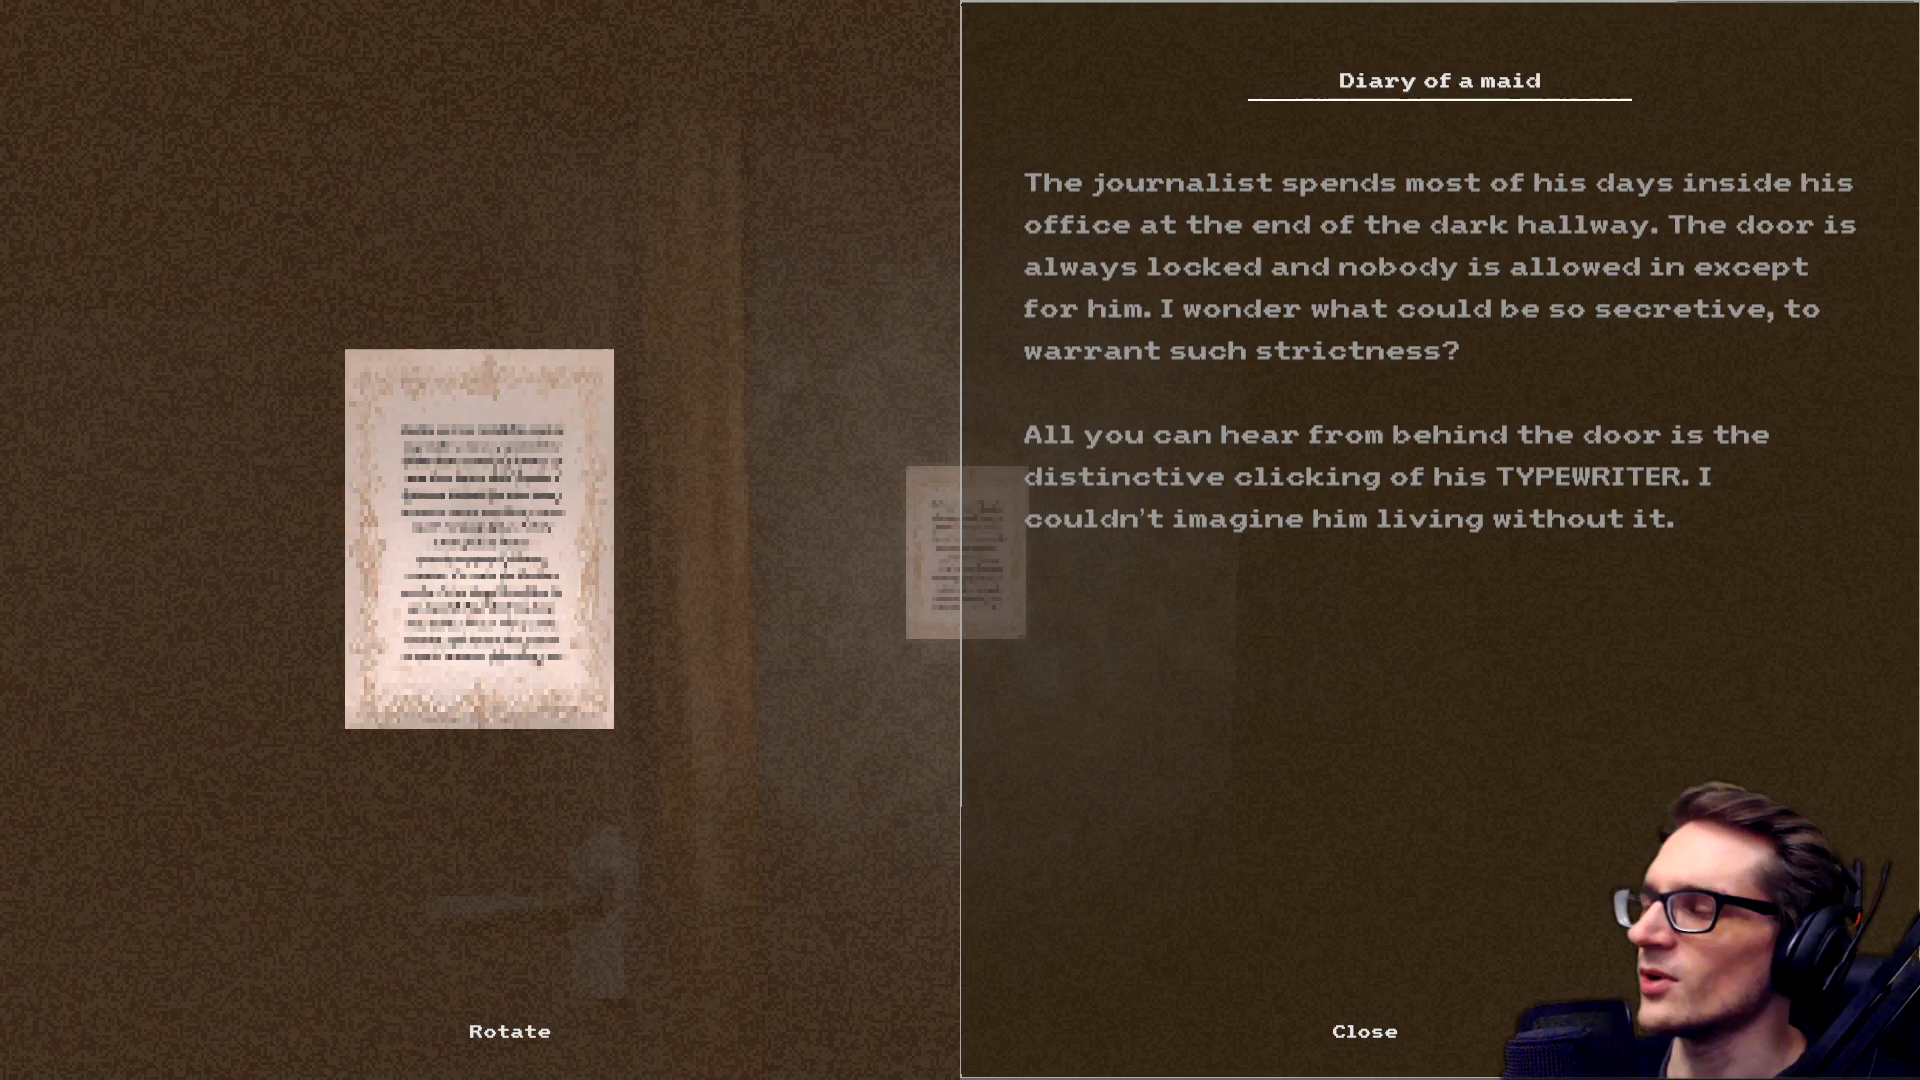 Diary of a maid
The journalist spends most of his days inside his
office at the end of the dark hallway. The door is
always locked and nobody is allowed in except
for him. I wonder what could be so secretive, to
warrant such strictness?
All you can hear from behind the door is the
distinctive clicking of his TYPEWRITER. I
couldn't imagine him living without it.
Rotate
Close